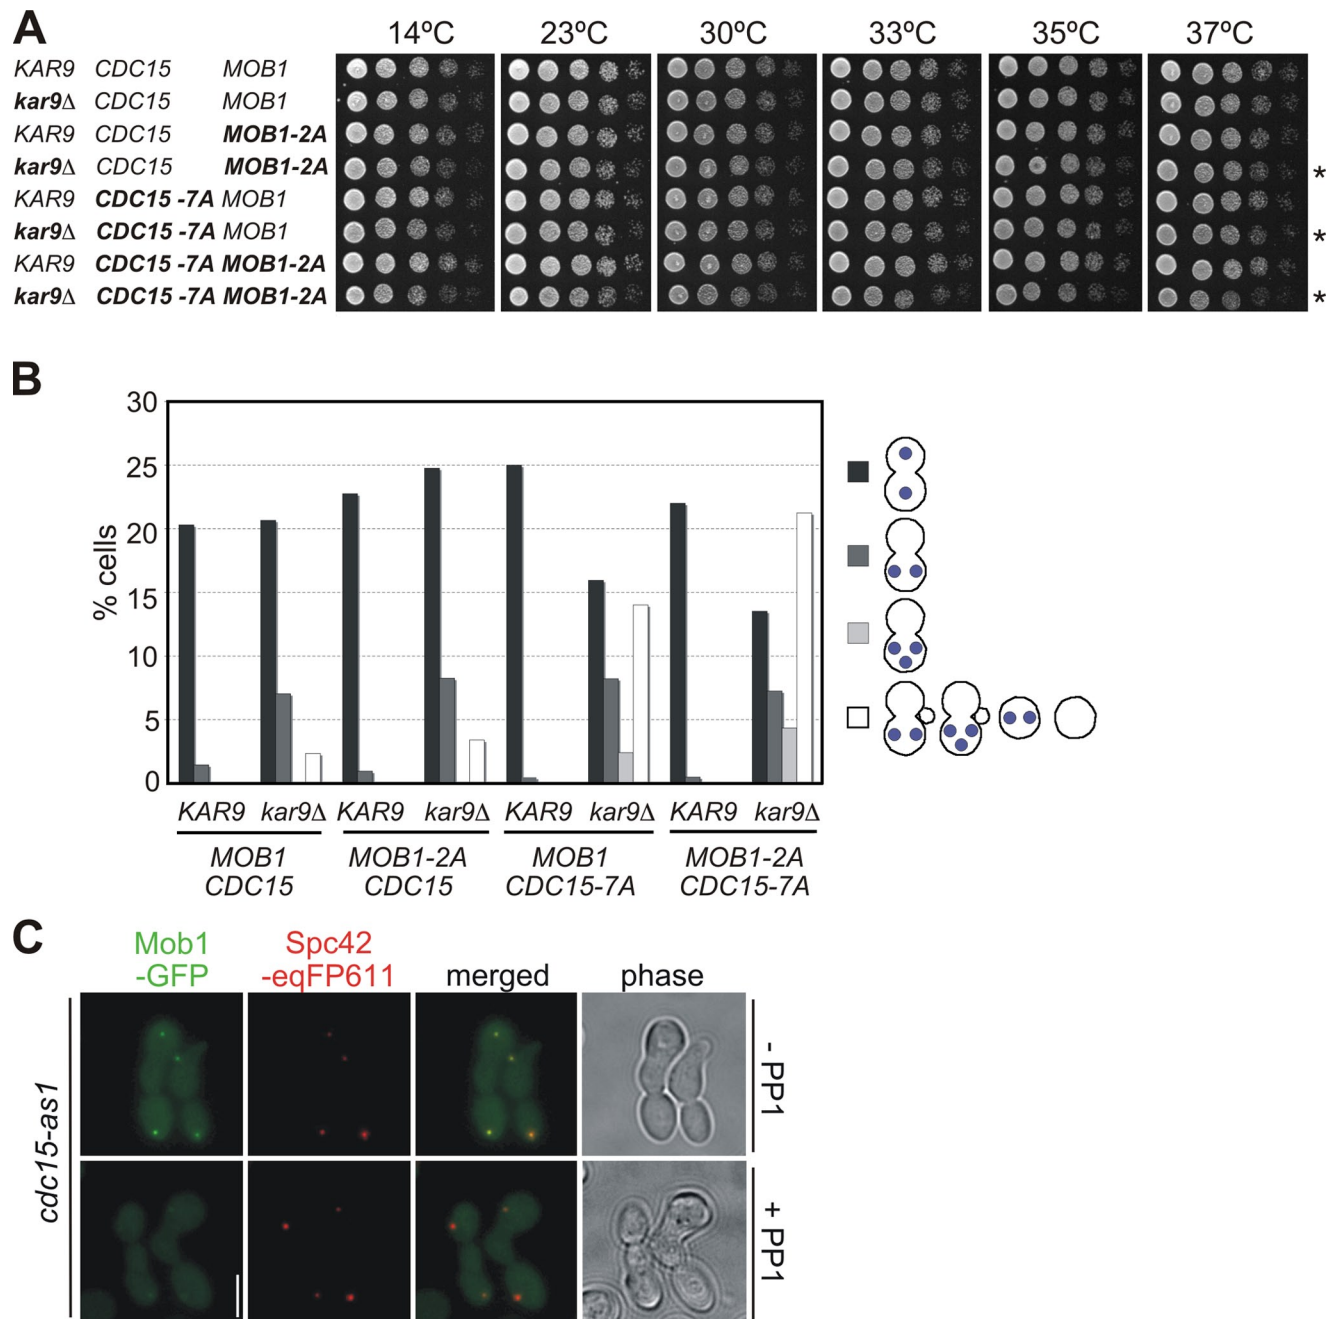 A
14ºC 23ºC 30ºC 33ºC 35ºC 37ºC
KAR9 CDC15 MOB1
kar9Δ CDC15 MOB1
KAR9 CDC15 MOB1-2A
kar9Δ CDC15 MOB1-2A *
KAR9 CDC15 -7A MOB1
kar9Δ CDC15 -7A MOB1 *
KAR9 CDC15 -7A MOB1-2A
kar9Δ CDC15 -7A MOB1-2A *
B
30
25
20
15
10
5
0
% cells
KAR9 kar9Δ KAR9 kar9Δ KAR9 kar9Δ KAR9 kar9Δ
MOB1 MOB1-2A MOB1 MOB1-2A
CDC15 CDC15 CDC15-7A CDC15-7A
C
Mob1 Spc42
-GFP -eqFP611 merged phase
cdc15-as1
- PP1
+ PP1